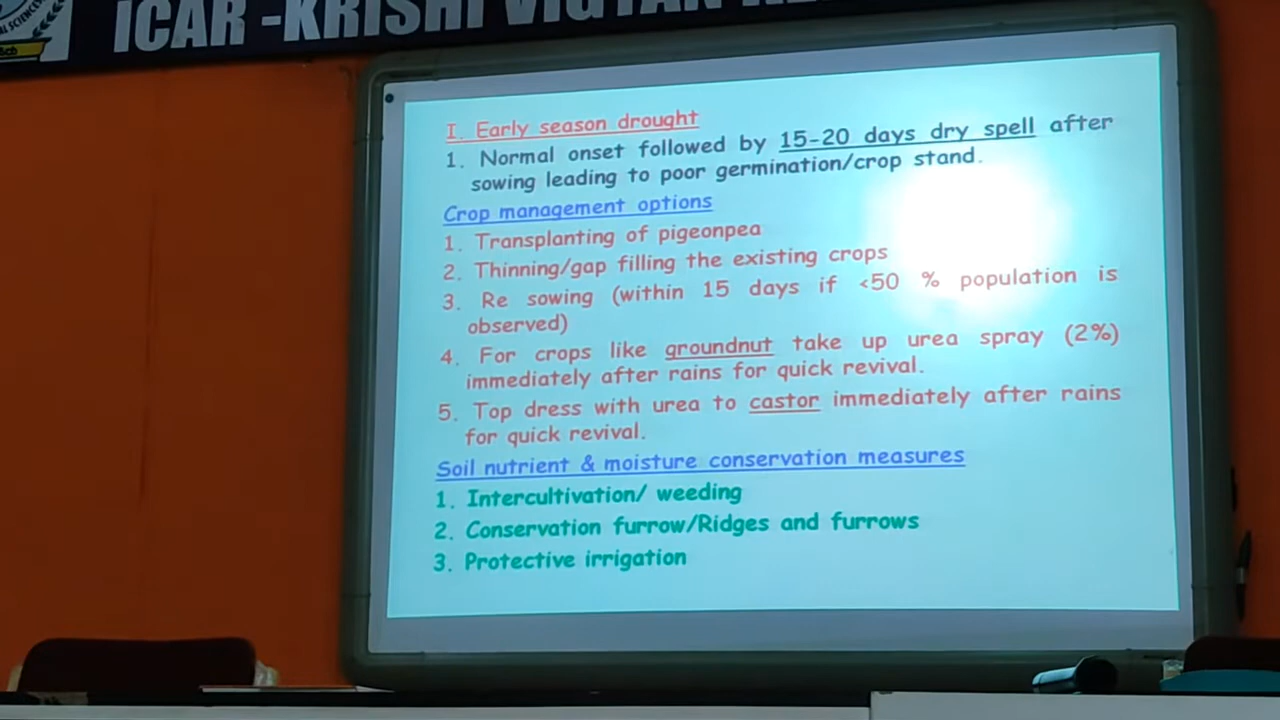 AL SCIENCES
ICAR -KRISHI VIGYAN
I. Early season drought
1. Normal onset followed by 15-20 days dry spell after
sowing leading to poor germination/crop stand.
Crop management options
1. Transplanting of pigeonpea
2. Thinning/gap filling the existing crops
3. Re sowing (within 15 days if <50 % population is
observed)
4. For crops like groundnut take up urea spray (2%)
immediately after rains for quick revival.
5. Top dress with urea to castor immediately after rains
for quick revival.
Soil nutrient & moisture conservation measures
1. Intercultivation/ weeding
2. Conservation furrow/Ridges and furrows
3. Protective irrigation